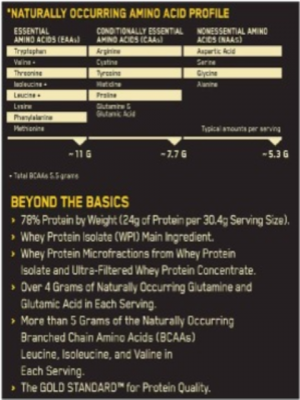 *NATURALLY OCCURRING AMINO ACID PROFILE
ESSENTIAL AMINO ACIDS (EAAs)
CONDITIONALLY ESSENTIAL AMINO ACIDS (CAAs)
NONESSENTIAL AMINO ACIDS (NAAs)
Tryptophan Arginine Aspartic Acid
Valine • Cystine Serine
Threonine Tyrosine Glycine
Isoleucine • Histidine Alanine
Leucine • Proline
Lysine Glutamine &
Glutamic Acid
Phenylalanine
Methionine Typical amounts per serving
~11 G ~7.7 G ~5.3 G
• Total BCAAs 5.5 grams
BEYOND THE BASICS
› 78% Protein by Weight (24g of Protein per 30.4g Serving Size).
› Whey Protein Isolate (WPI) Main Ingredient.
› Whey Protein Microfractions from Whey Protein
Isolate and Ultra-Filtered Whey Protein Concentrate.
› Over 4 Grams of Naturally Occurring Glutamine and
Glutamic Acid in Each Serving.
› More than 5 Grams of the Naturally Occurring
Branched Chain Amino Acids (BCAAs)
Leucine, Isoleucine, and Valine in
Each Serving.
› The GOLD STANDARD™ for Protein Quality.